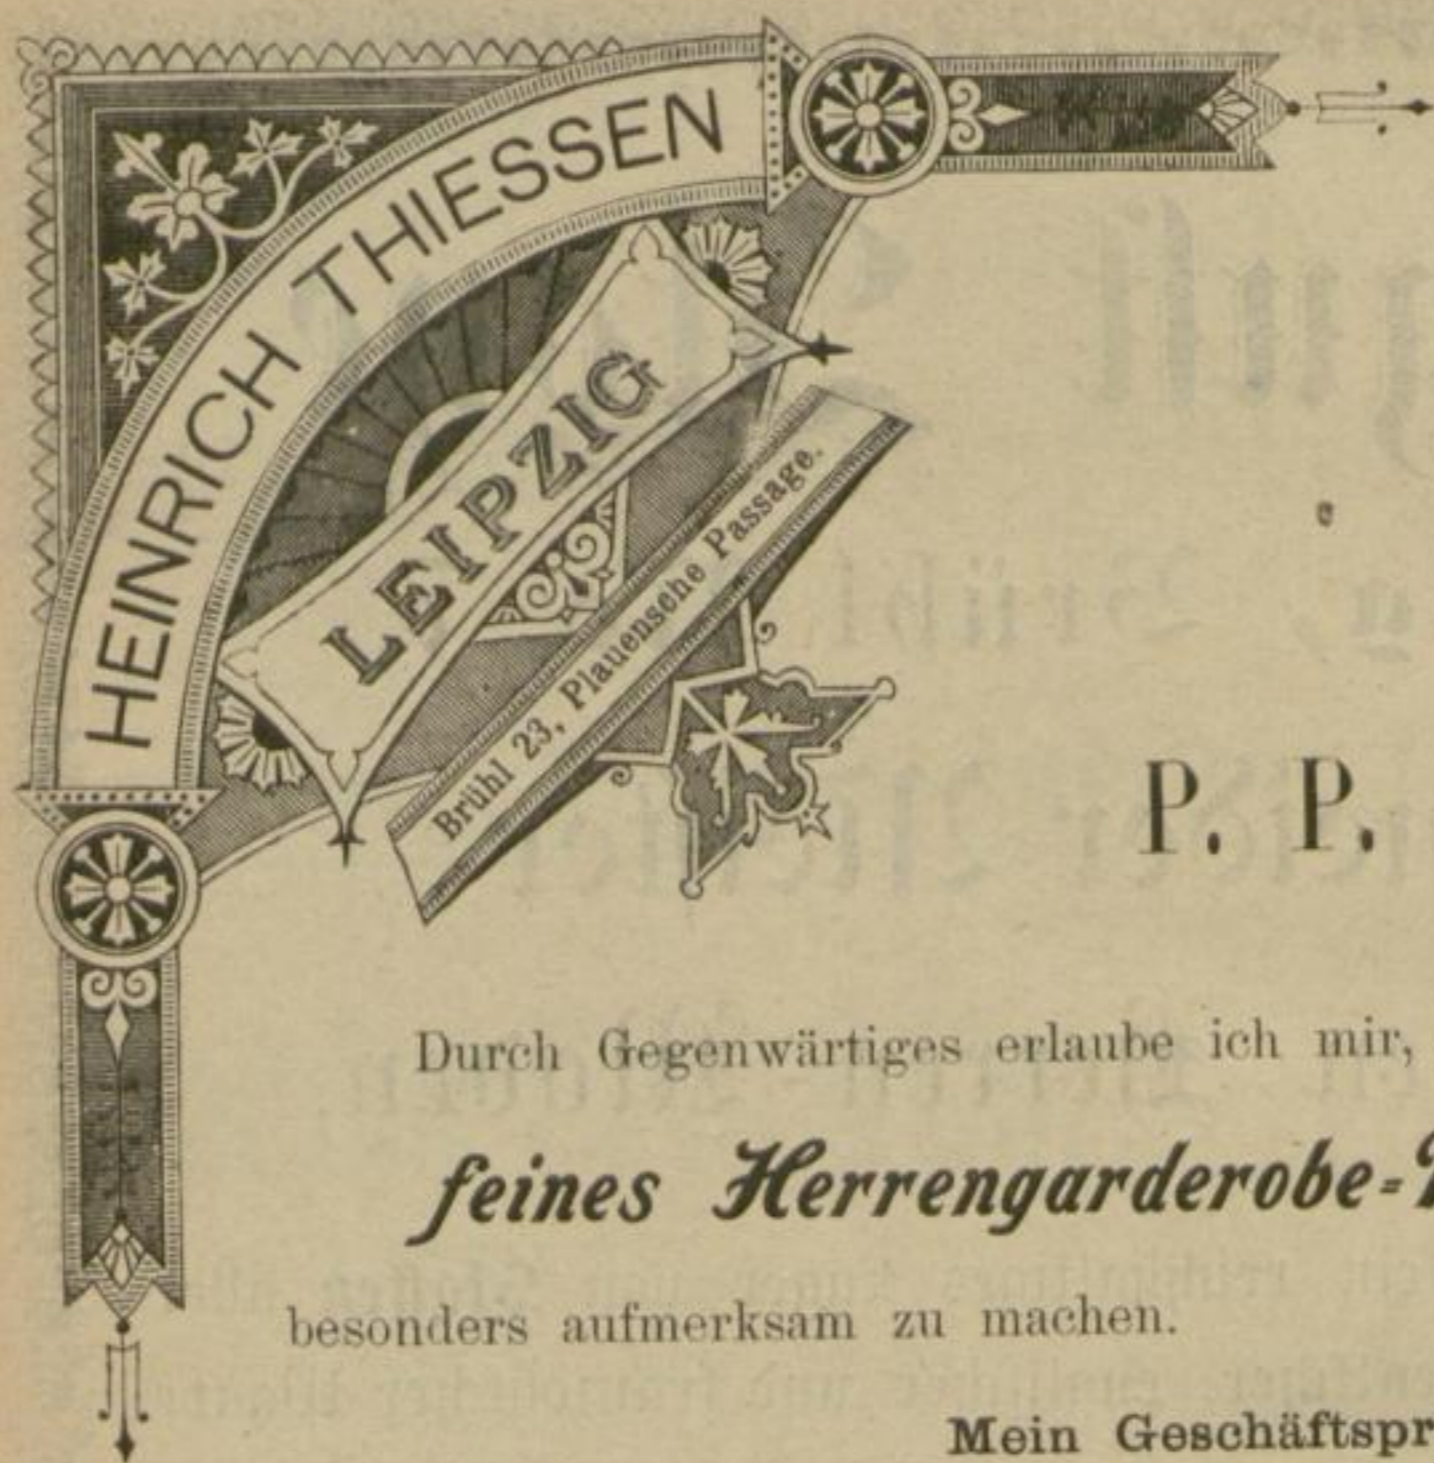 HEINRICH THIESSEN
LEIPZIG
Brühl 23, Plauensche Passage.
P. P.
Durch Gegenwärtiges erlaube ich mir,
feines Herrengarderobe-
besonders aufmerksam zu machen.
Mein Geschäftspr